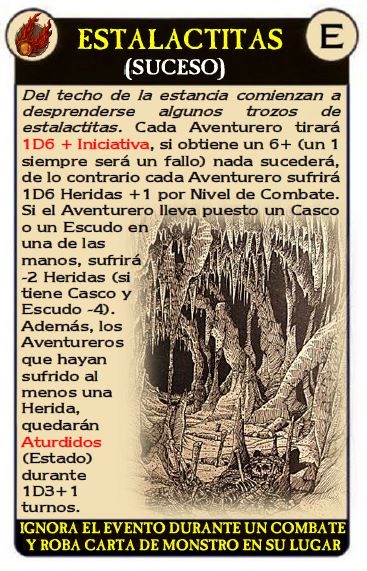 ESTALACTITAS
E
(SUCESO)
Del techo de la estancia comienzan a
desprenderse algunos trozos de
estalactitas. Cada Aventurero tirará
1D6 + Iniciativa, si obtiene un 6+ (un 1
siempre será un fallo) nada sucederá,
de lo contrario cada Aventurero sufrirá
1D6 Heridas +1 por Nivel de Combate.
Si el Aventurero lleva puesto un Casco
o un Escudo en
una de las
manos, sufrirá
-2 Heridas (si
tiene Casco y
Escudo -4).
Además, los
Aventureros
que hayan
sufrido al
menos una
Herida,
quedarán
Aturdidos
(Estado)
durante
1D3+1
turnos.
IGNORA EL EVENTO DURANTE UN COMBATE
Y ROBA CARTA DE MONSTRO EN SU LUGAR